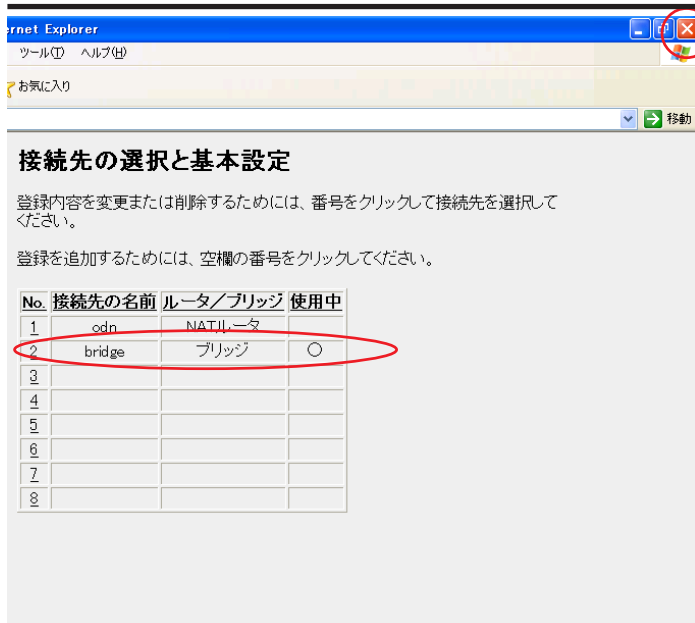 ernet Explorer
ツール(T) ヘルプ(H)
お気に入り
移動
接続先の選択と基本設定
登録内容を変更または削除するためには、番号をクリックして接続先を選択して
ください。
登録を追加するためには、空欄の番号をクリックしてください。
No. 接続先の名前 ルータ／ブリッジ 使用中
1 odn NATルータ
2 bridge ブリッジ ○
3
4
5
6
7
8